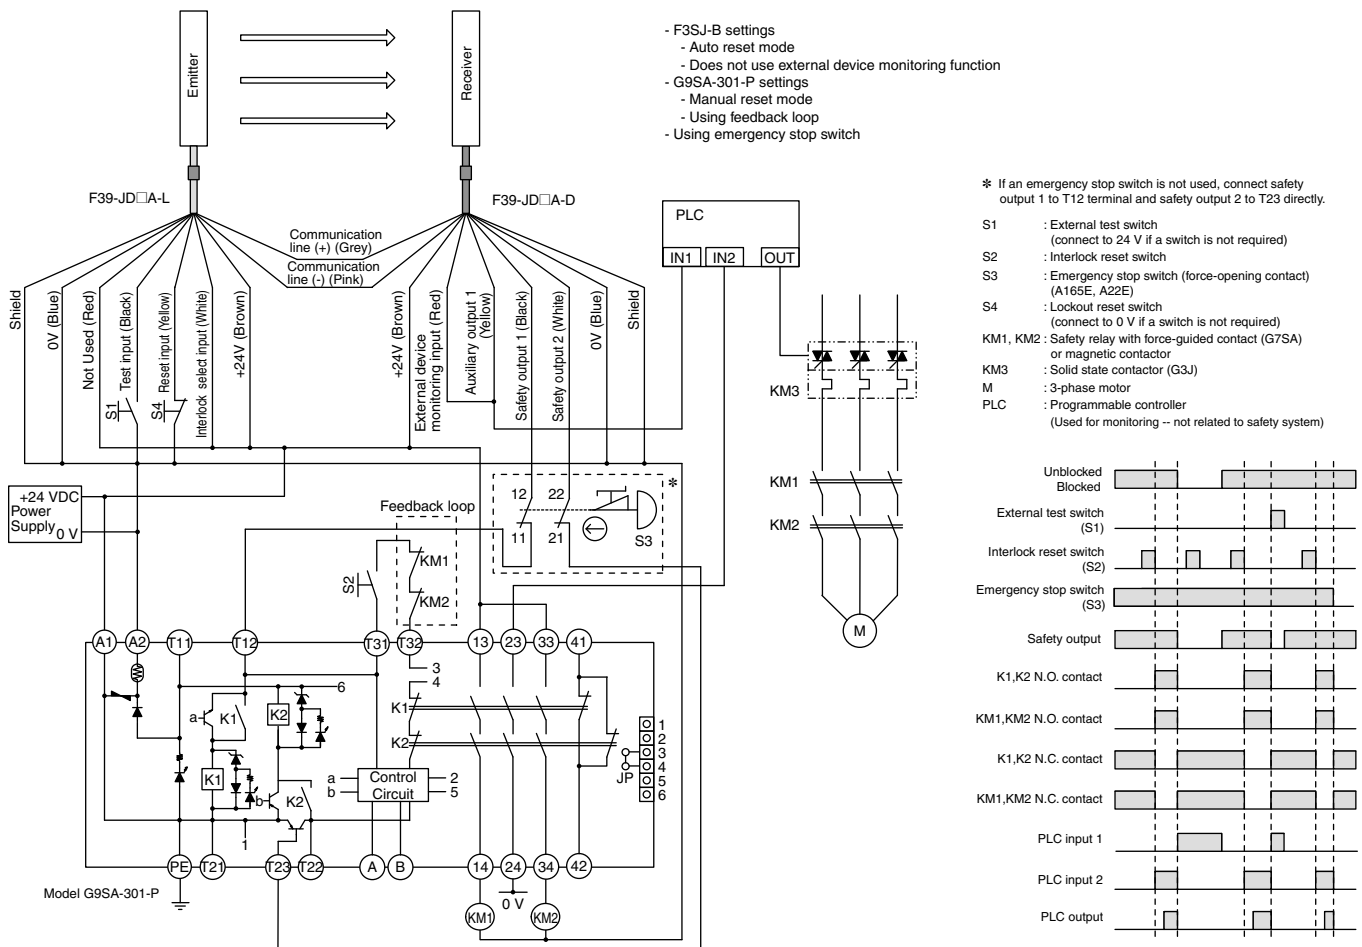 - F3SJ-B settings
- Auto reset mode
- Does not use external device monitoring function
- G9SA-301-P settings
- Manual reset mode
- Using feedback loop
- Using emergency stop switch
Emitter
Receiver
F39-JD□A-L
F39-JD□A-D
Communication
line (+) (Grey)
Communication
line (-) (Pink)
Shield
0V (Blue)
Not Used (Red)
Test input (Black)
Reset input (Yellow)
Interlock select input (White)
+24V (Brown)
+24V (Brown)
External device
monitoring input (Red)
Auxiliary output 1
(Yellow)
Safety output 1 (Black)
Safety output 2 (White)
0V (Blue)
Shield
S1
S4
PLC
IN1
IN2
OUT
KM3
KM1
KM2
M
+24 VDC
Power
Supply
0 V
Feedback loop
KM1
KM2
S2
*
12
22
11
21
S3
A1
A2
T11
T12
T31
T32
13
23
33
41
3
4
6
a
K1
K2
K1
K2
K1
b
K2
1
a
b
Control
Circuit
2
5
1
2
3
4
5
6
JP
PE
T21
T23
T22
A
B
14
24
34
42
0 V
KM1
KM2
Model G9SA-301-P
* If an emergency stop switch is not used, connect safety
output 1 to T12 terminal and safety output 2 to T23 directly.
S1 : External test switch
(connect to 24 V if a switch is not required)
S2 : Interlock reset switch
S3 : Emergency stop switch (force-opening contact)
(A165E, A22E)
S4 : Lockout reset switch
(connect to 0 V if a switch is not required)
KM1, KM2 : Safety relay with force-guided contact (G7SA)
or magnetic contactor
KM3 : Solid state contactor (G3J)
M : 3-phase motor
PLC : Programmable controller
(Used for monitoring -- not related to safety system)
Unblocked
Blocked
External test switch
(S1)
Interlock reset switch
(S2)
Emergency stop switch
(S3)
Safety output
K1,K2 N.O. contact
KM1,KM2 N.O. contact
K1,K2 N.C. contact
KM1,KM2 N.C. contact
PLC input 1
PLC input 2
PLC output